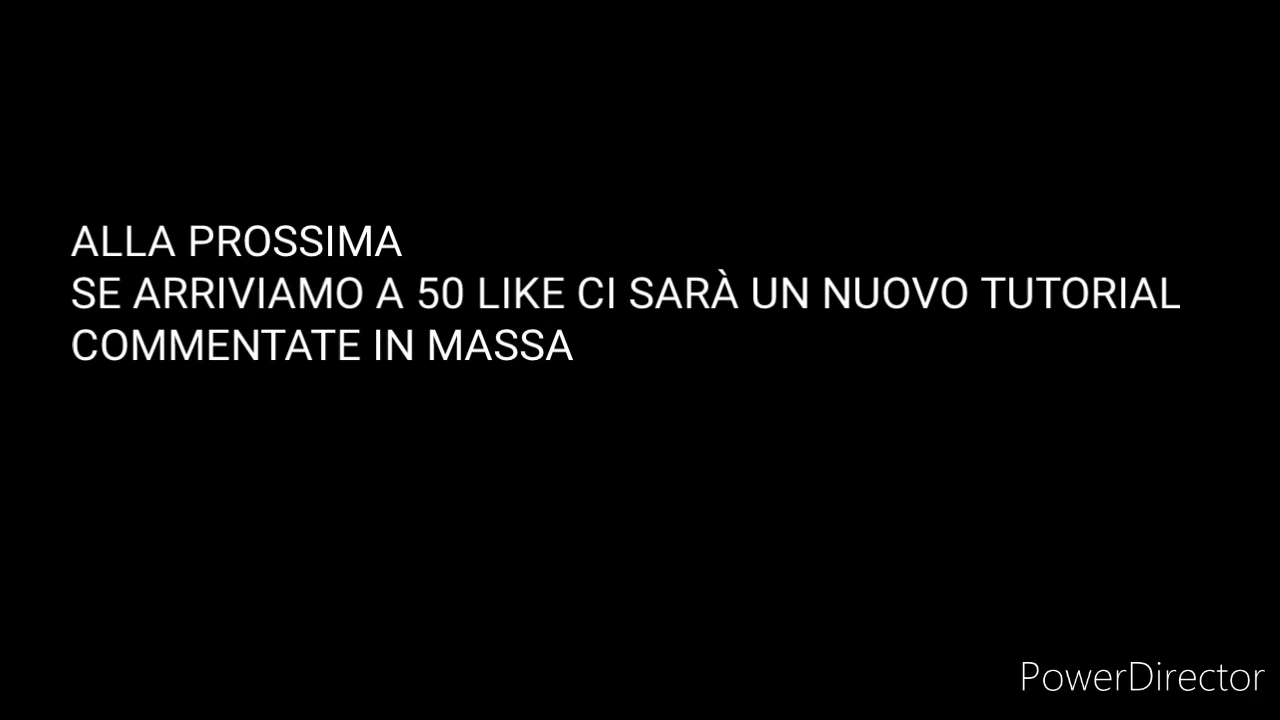 ALLA PROSSIMA
SE ARRIVIAMO A 50 LIKE CI SARÀ UN NUOVO TUTORIAL
COMMENTATE IN MASSA
PowerDirector